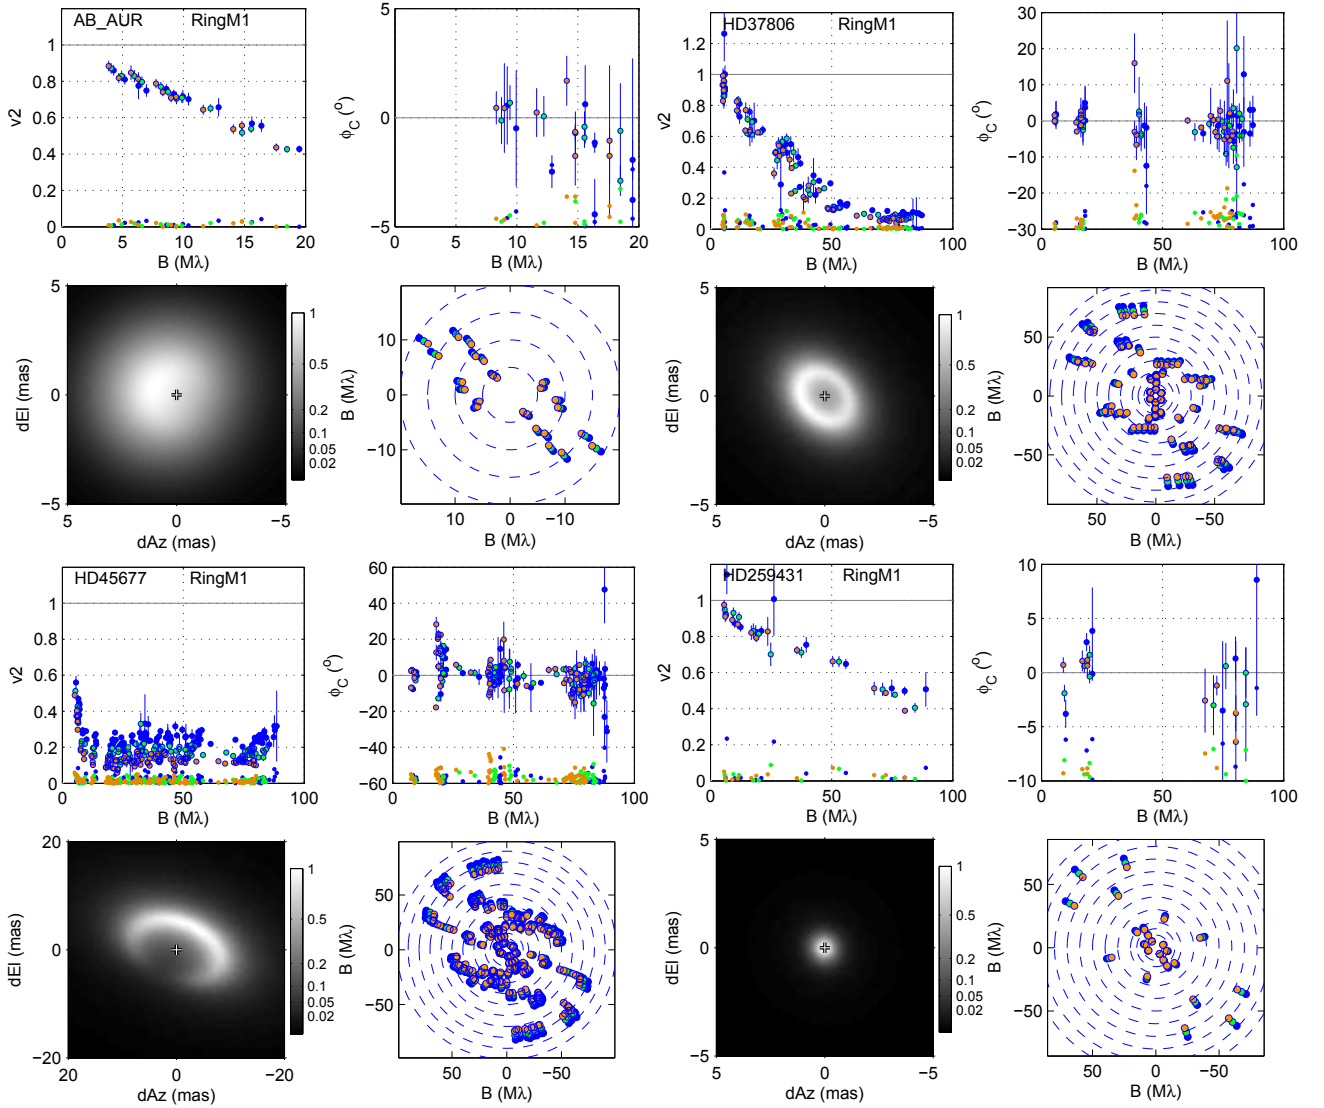 AB_AUR RingM1
1
0.8
0.6
0.4
0.2
0
v2
0 5 10 15 20
B (Mλ)
5
0
−5
ϕ_C (°)
0 5 10 15 20
B (Mλ)
HD37806 RingM1
1.4
1.2
1
0.8
0.6
0.4
0.2
0
v2
0 50 100
B (Mλ)
30
20
10
0
−10
−20
−30
ϕ_C (°)
0 50 100
B (Mλ)
5
0
−5
dEl (mas)
5 0 −5
dAz (mas)
1
0.5
0.2
0.1
0.05
0.02
10
0
−10
B (Mλ)
10 0 −10
B (Mλ)
5
0
−5
dEl (mas)
5 0 −5
dAz (mas)
1
0.5
0.2
0.1
0.05
0.02
50
0
−50
B (Mλ)
50 0 −50
B (Mλ)
HD45677 RingM1
1
0.8
0.6
0.4
0.2
0
v2
0 50 100
B (Mλ)
60
40
20
0
−20
−40
−60
ϕ_C (°)
0 50 100
B (Mλ)
HD259431 RingM1
1
0.8
0.6
0.4
0.2
0
v2
0 50 100
B (Mλ)
10
5
0
−5
−10
ϕ_C (°)
0 50 100
B (Mλ)
20
0
−20
dEl (mas)
20 0 −20
dAz (mas)
1
0.5
0.2
0.1
0.05
0.02
50
0
−50
B (Mλ)
50 0 −50
B (Mλ)
5
0
−5
dEl (mas)
5 0 −5
dAz (mas)
1
0.5
0.2
0.1
0.05
0.02
50
0
−50
B (Mλ)
50 0 −50
B (Mλ)